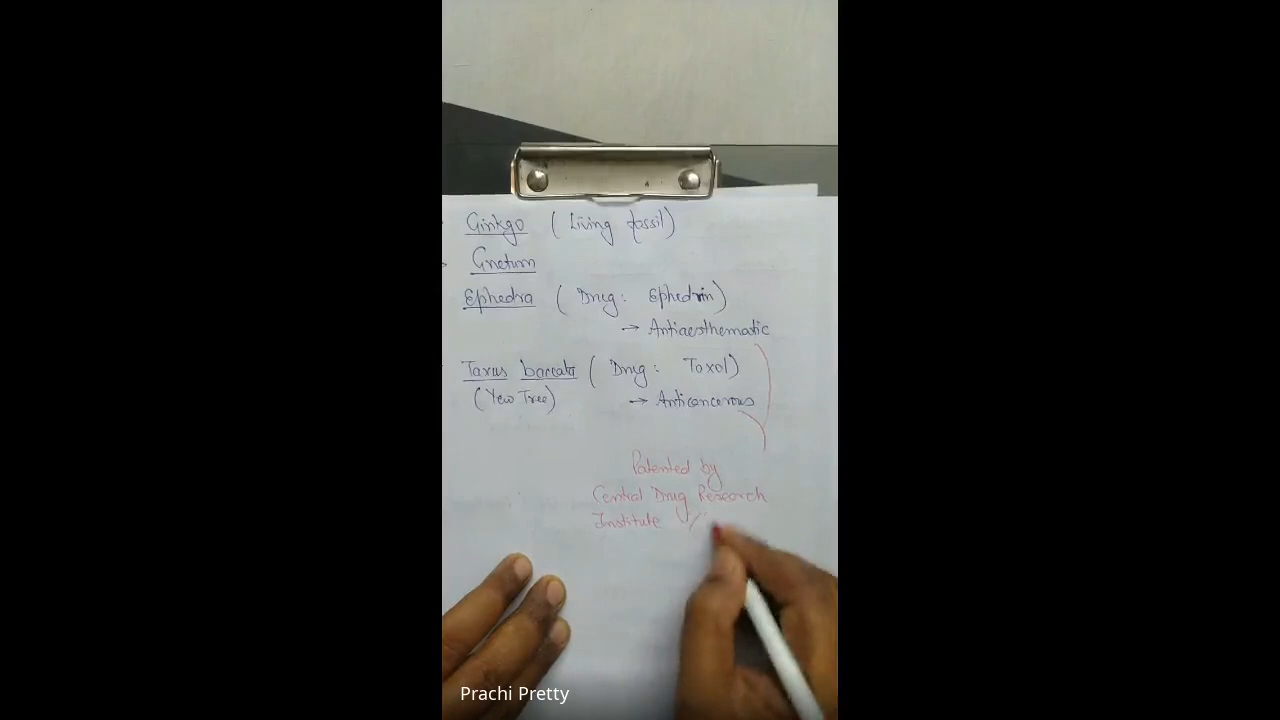 Ginkgo (Living fossil)
Gnetum
Ephedra (Drug: Ephedrin)
→ Antiaesthematic
Taxus baccata (Drug: Toxol)
(Yew Tree) → Anticancerous
Patented by
Central Drug Research
Institute (
Prachi Pretty